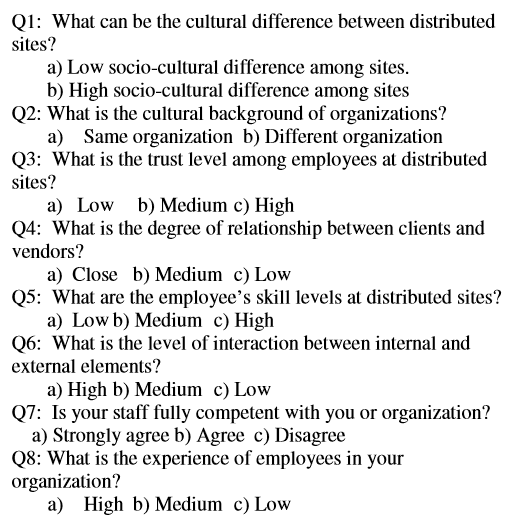 Q1: What can be the cultural difference between distributed
sites?
a) Low socio-cultural difference among sites.
b) High socio-cultural difference among sites
Q2: What is the cultural background of organizations?
a) Same organization b) Different organization
Q3: What is the trust level among employees at distributed
sites?
a) Low b) Medium c) High
Q4: What is the degree of relationship between clients and
vendors?
a) Close b) Medium c) Low
Q5: What are the employee's skill levels at distributed sites?
a) Low b) Medium c) High
Q6: What is the level of interaction between internal and
external elements?
a) High b) Medium c) Low
Q7: Is your staff fully competent with you or organization?
a) Strongly agree b) Agree c) Disagree
Q8: What is the experience of employees in your
organization?
a) High b) Medium c) Low